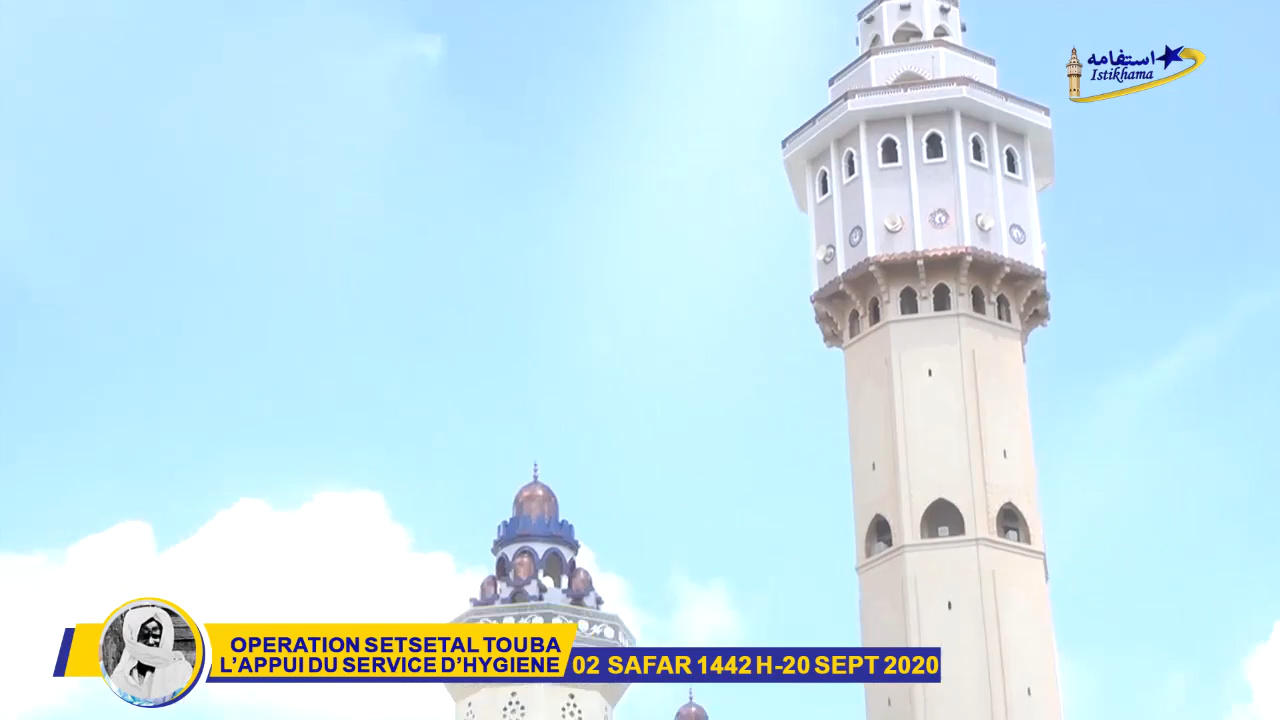 استقامه
Istikhama
OPERATION SETSETAL TOUBA
L'APPUI DU SERVICE D'HYGIENE
02 SAFAR 1442 H-20 SEPT 2020